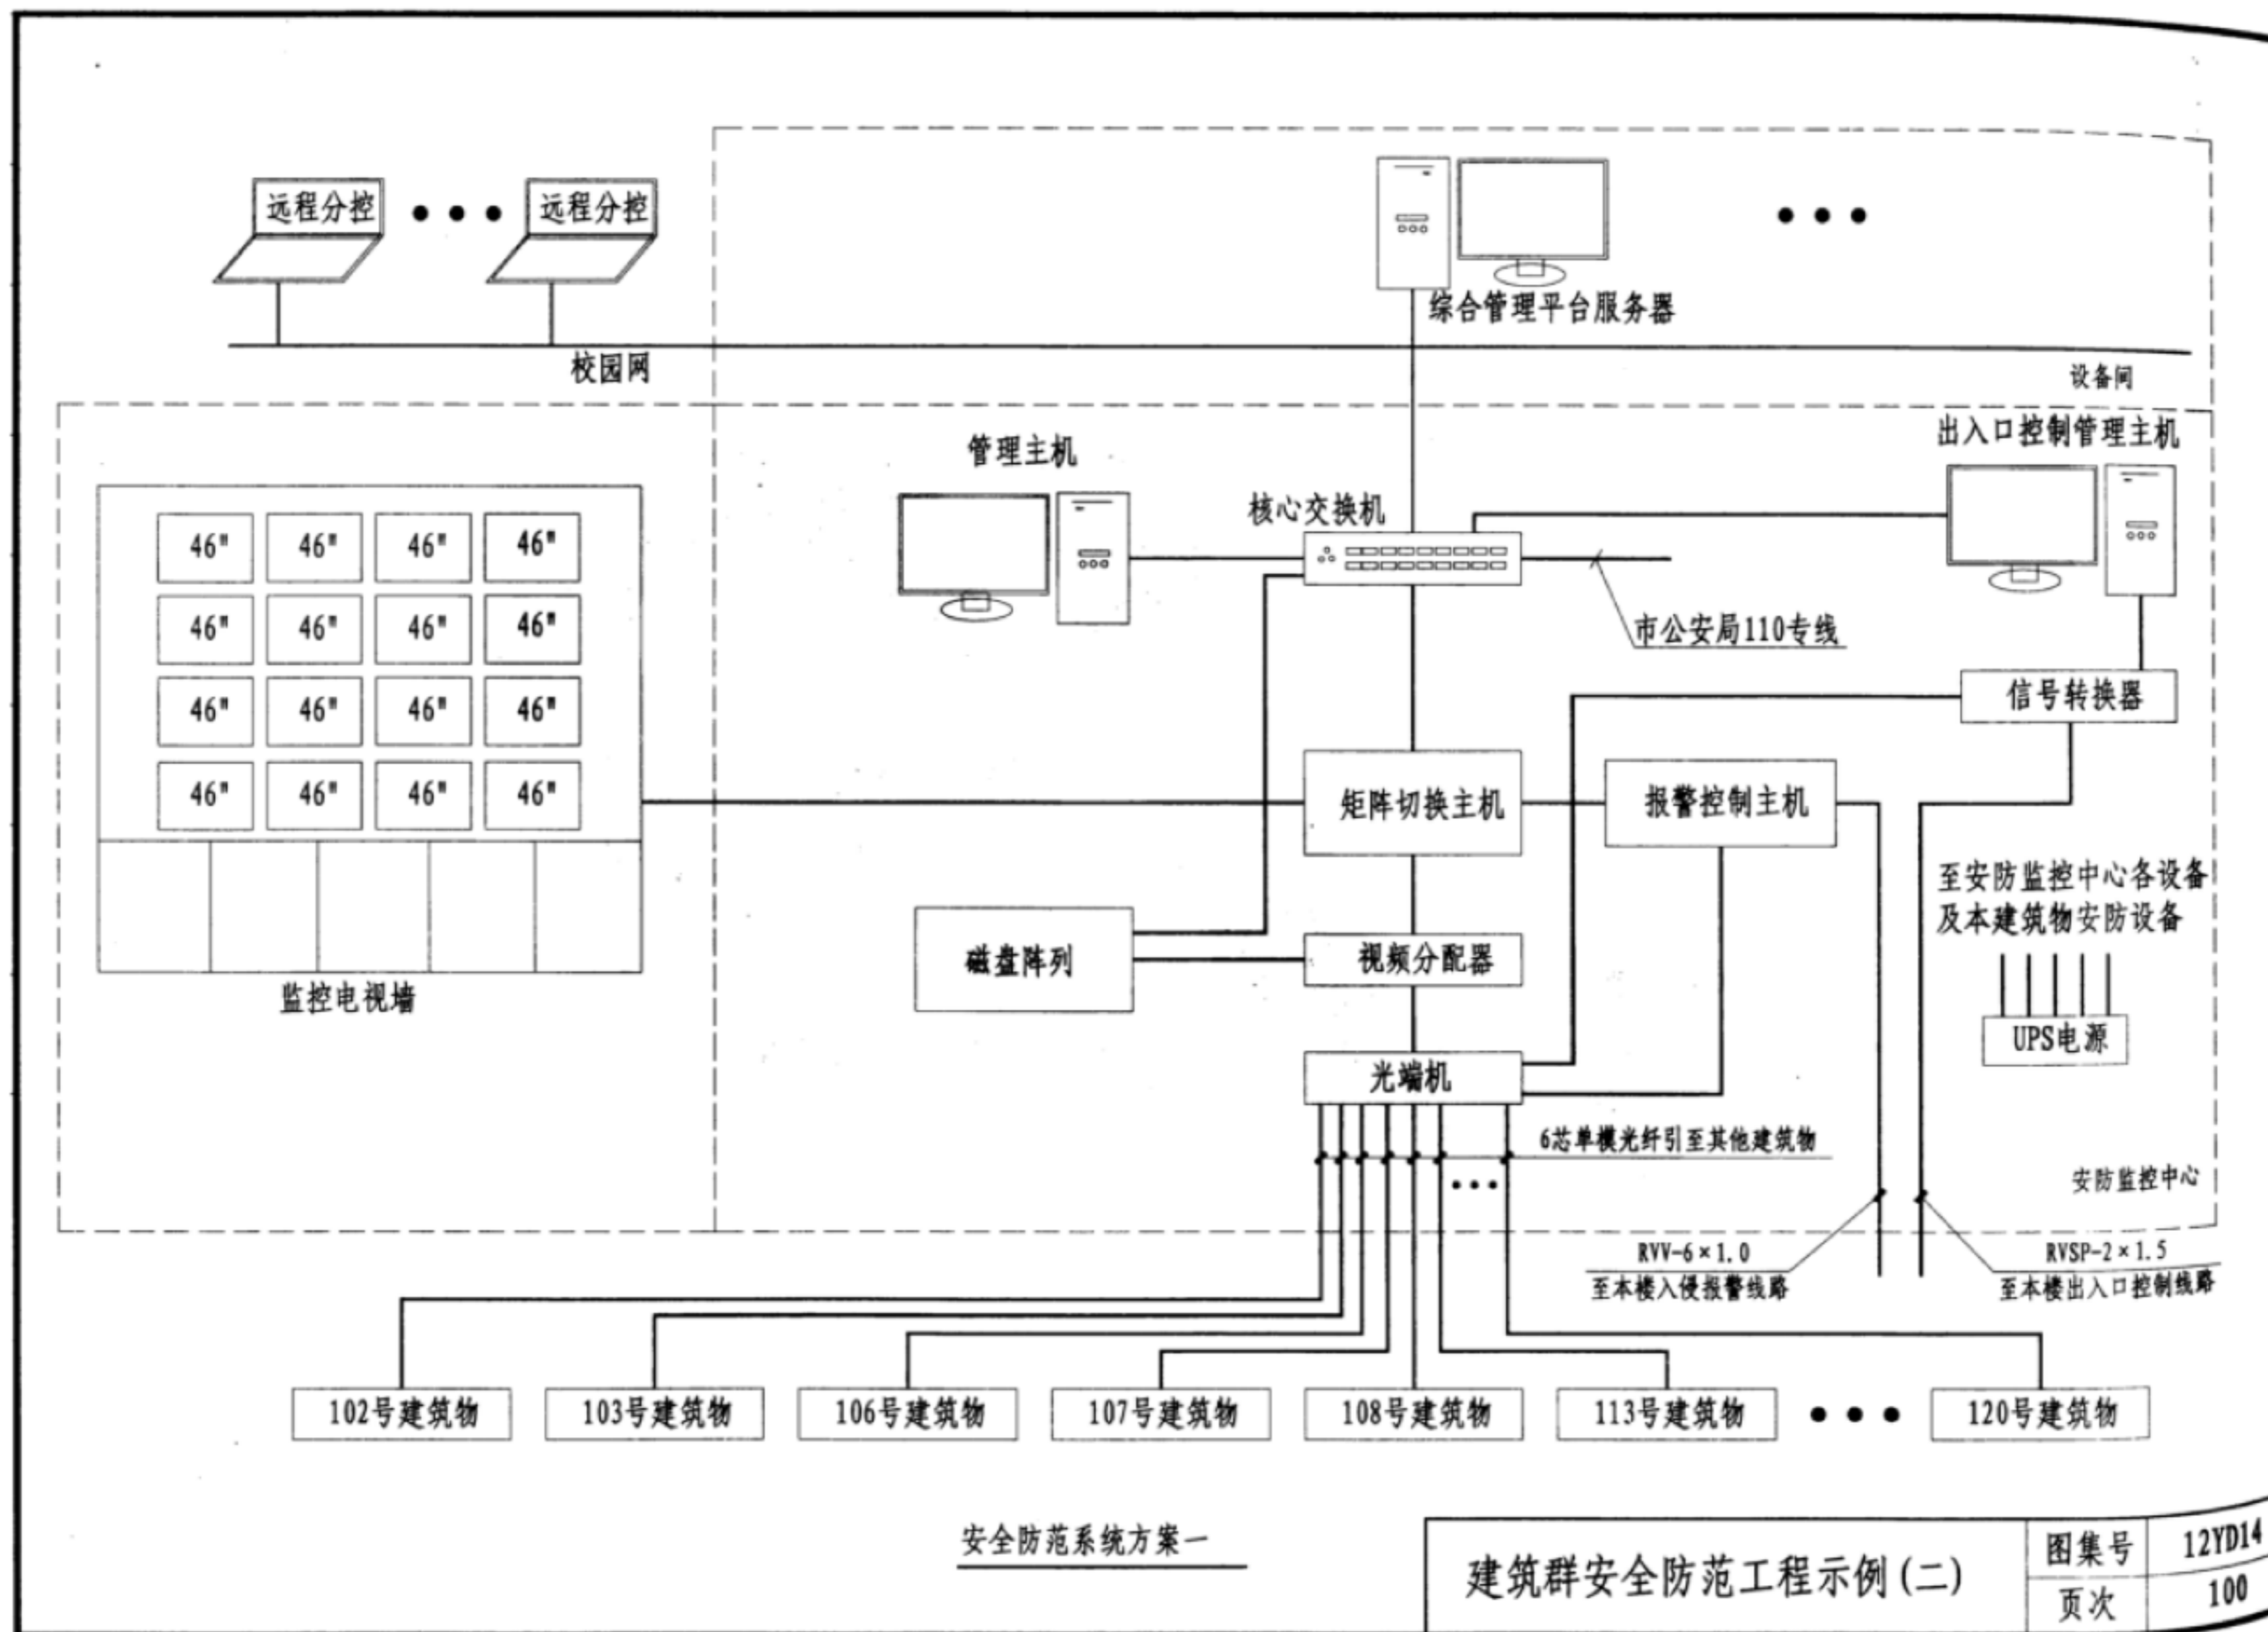 远程分控
远程分控
综合管理平台服务器
校园网
设备间
管理主机
出入口控制管理主机
核心交换机
46" 46" 46" 46"
46" 46" 46" 46"
46" 46" 46" 46"
46" 46" 46" 46"
市公安局110专线
信号转换器
矩阵切换主机
报警控制主机
至安防监控中心各设备
及本建筑物安防设备
磁盘阵列
视频分配器
监控电视墙
UPS电源
光端机
6芯单模光纤引至其他建筑物
安防监控中心
RVV-6×1.0
至本楼入侵报警线路
RVSP-2×1.5
至本楼出入口控制线路
102号建筑物
103号建筑物
106号建筑物
107号建筑物
108号建筑物
113号建筑物
120号建筑物
安全防范系统方案一
建筑群安全防范工程示例(二)
图集号 12YD14
页次 100